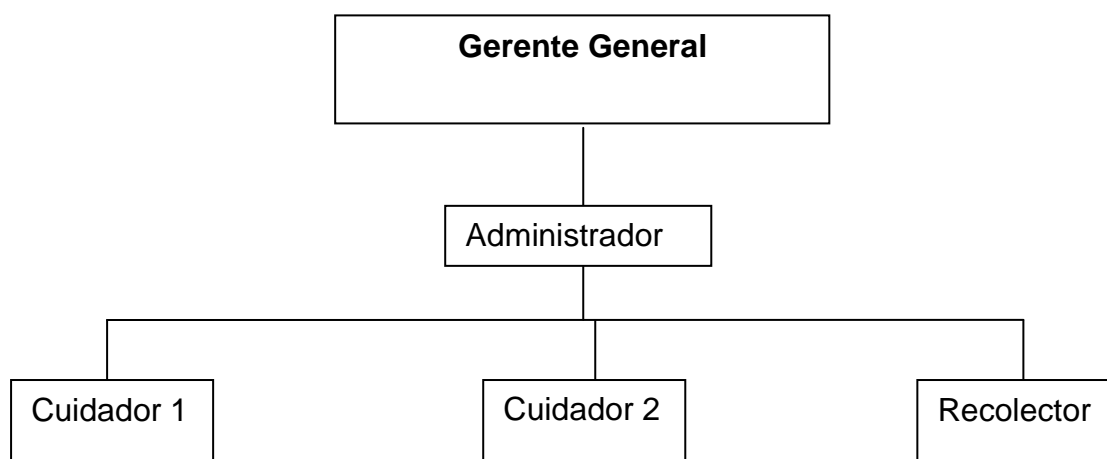 Gerente General
Administrador
Cuidador 1
Cuidador 2
Recolector